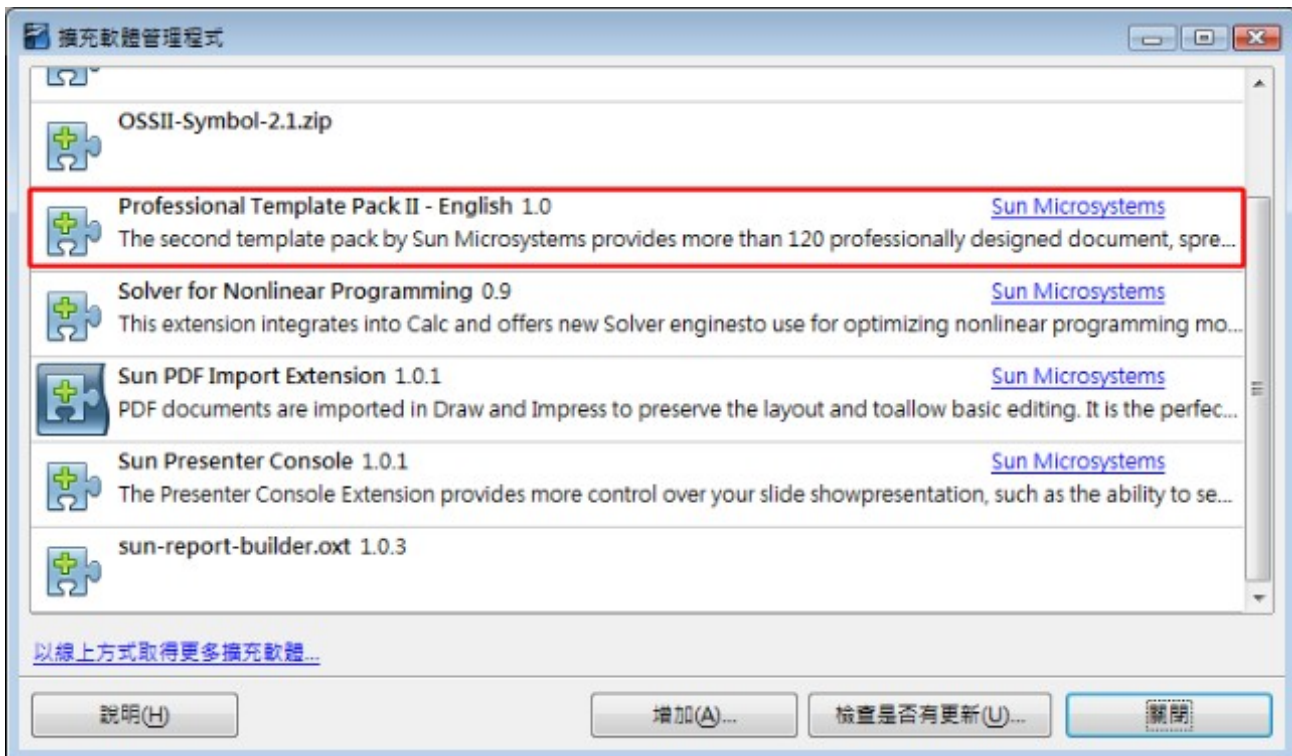 擴充軟體管理程式
OSSII-Symbol-2.1.zip
Professional Template Pack II - English 1.0 Sun Microsystems
The second template pack by Sun Microsystems provides more than 120 professionally designed document, spre...
Solver for Nonlinear Programming 0.9 Sun Microsystems
This extension integrates into Calc and offers new Solver enginesto use for optimizing nonlinear programming mo...
Sun PDF Import Extension 1.0.1 Sun Microsystems
PDF documents are imported in Draw and Impress to preserve the layout and toallow basic editing. It is the perfec...
Sun Presenter Console 1.0.1 Sun Microsystems
The Presenter Console Extension provides more control over your slide showpresentation, such as the ability to se...
sun-report-builder.oxt 1.0.3
以線上方式取得更多擴充軟體...
說明(H) 增加(A)... 檢查是否有更新(U)... 關閉